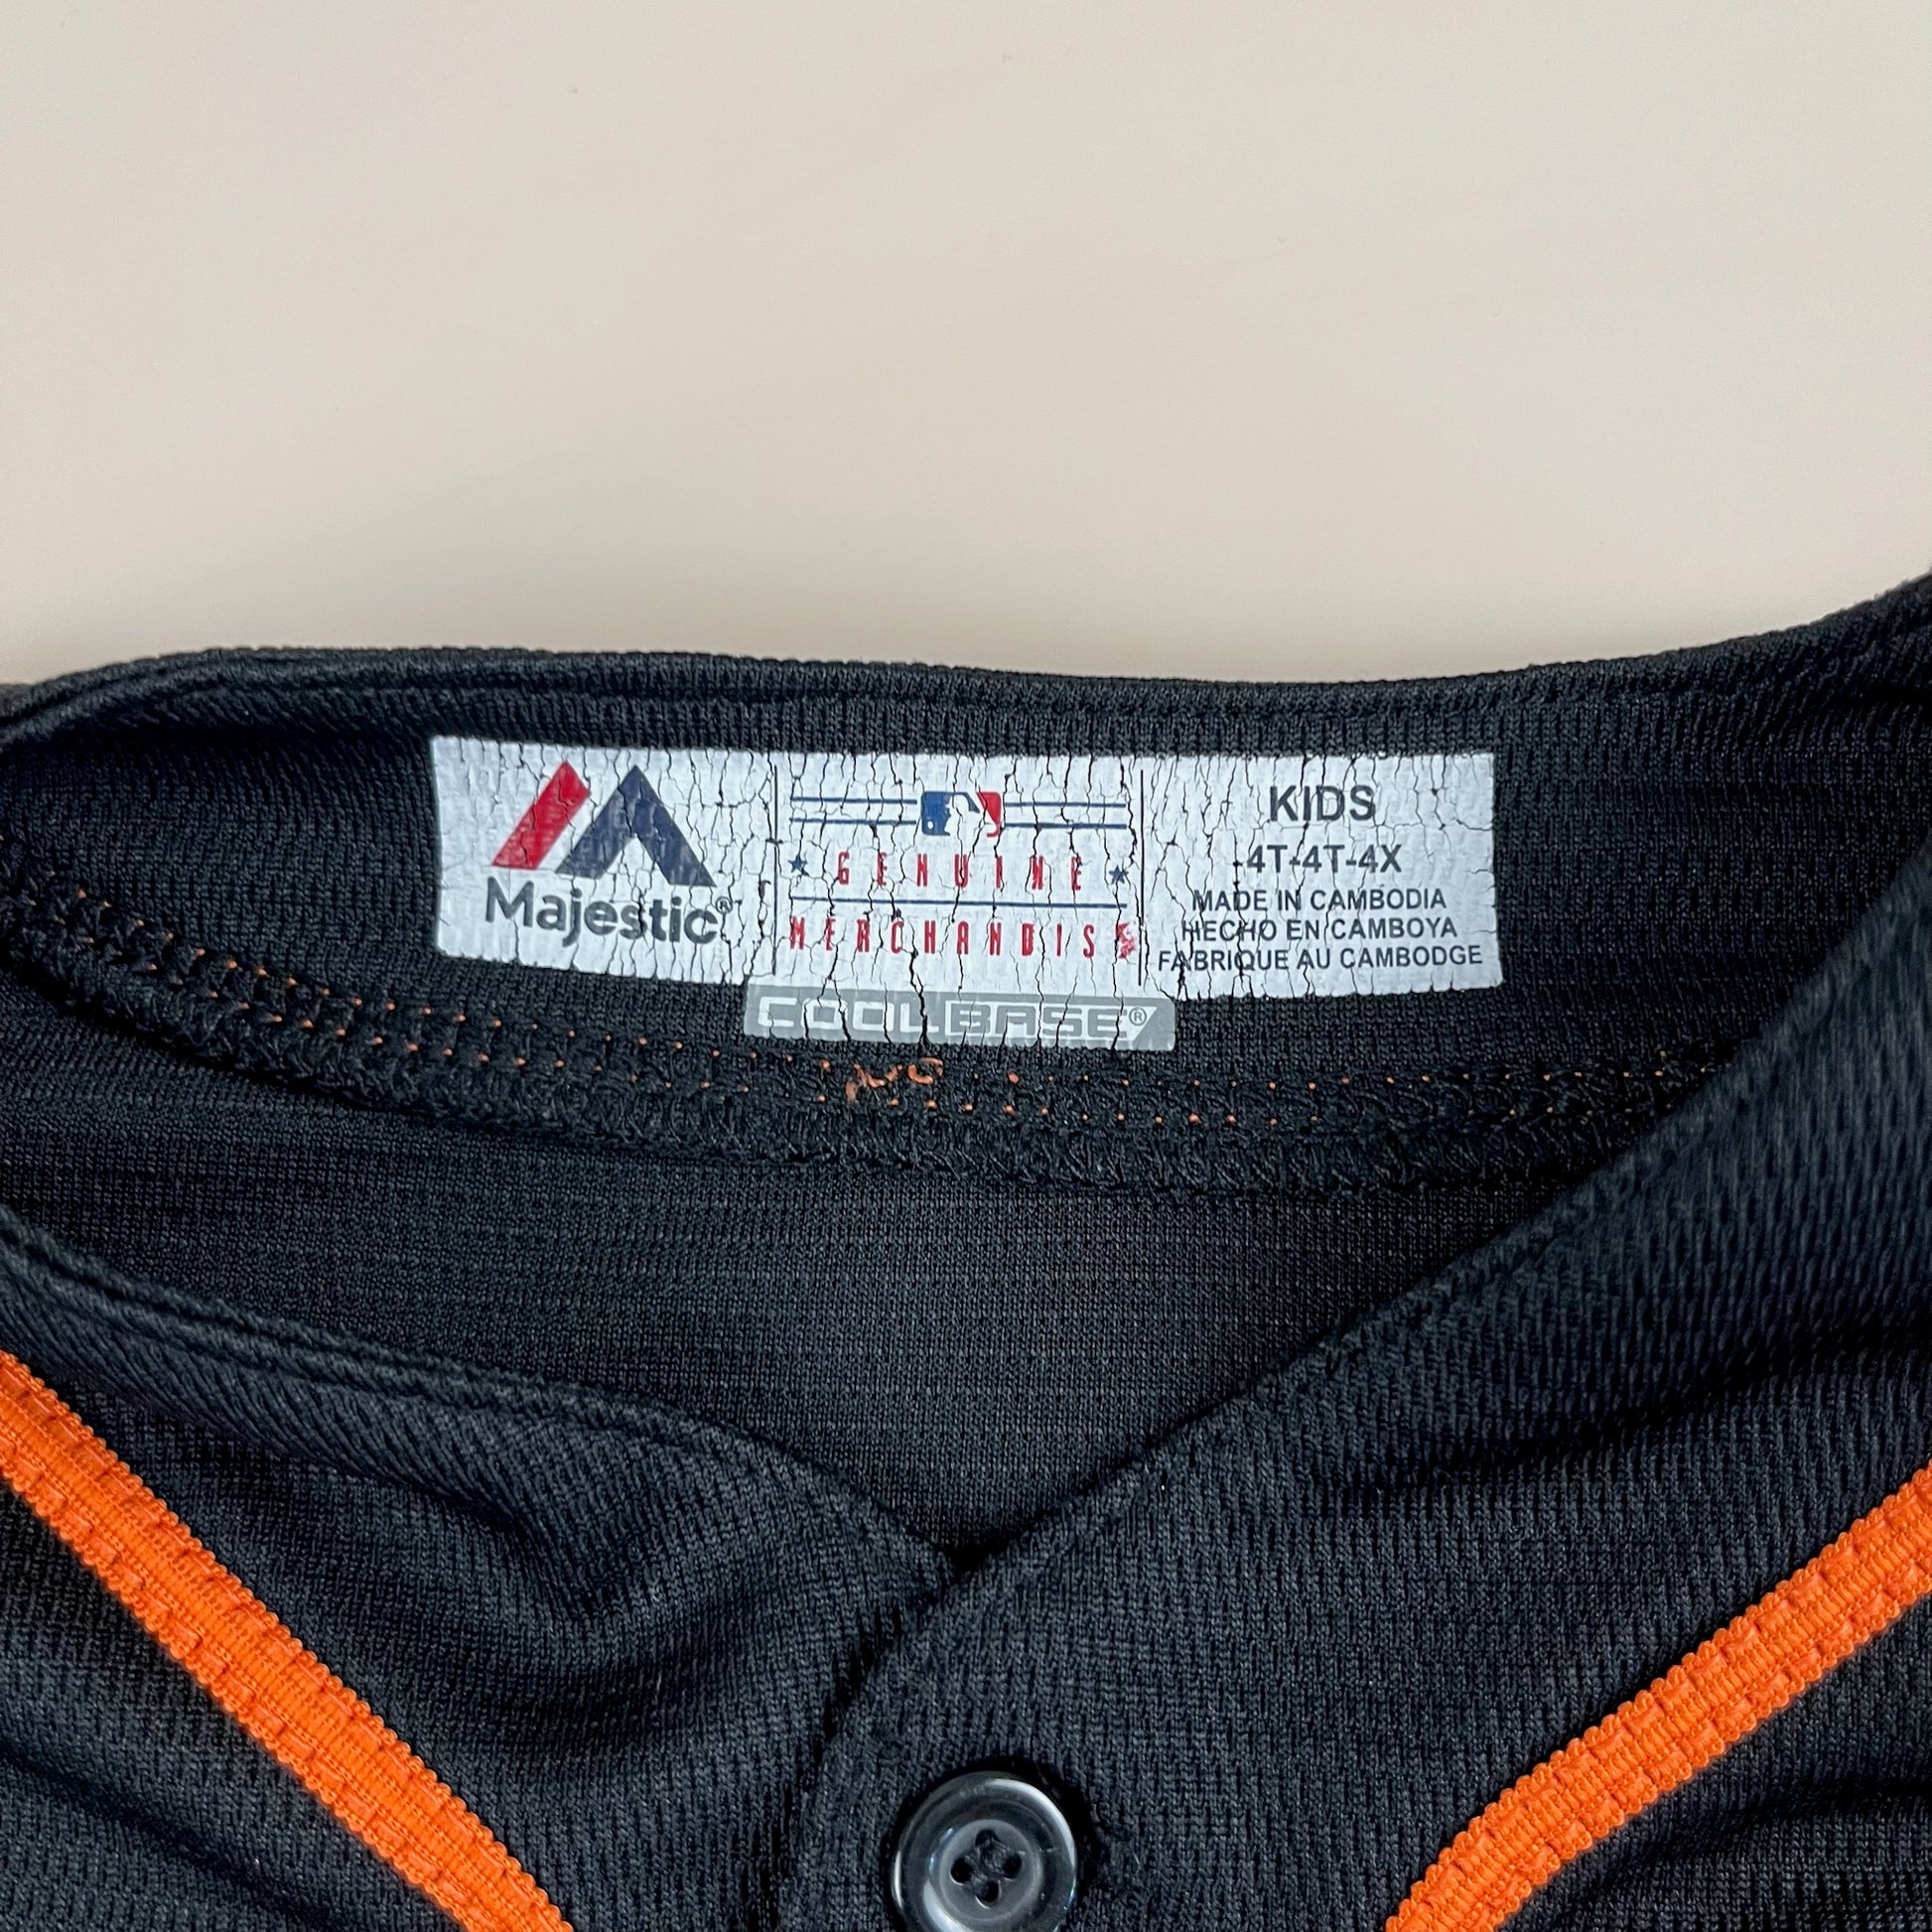 Majestic®
GENUINE
MERCHANDISE
KIDS
4T-4T-4X
MADE IN CAMBODIA
HECHO EN CAMBOYA
FABRIQUE AU CAMBODGE
COOL BASE®